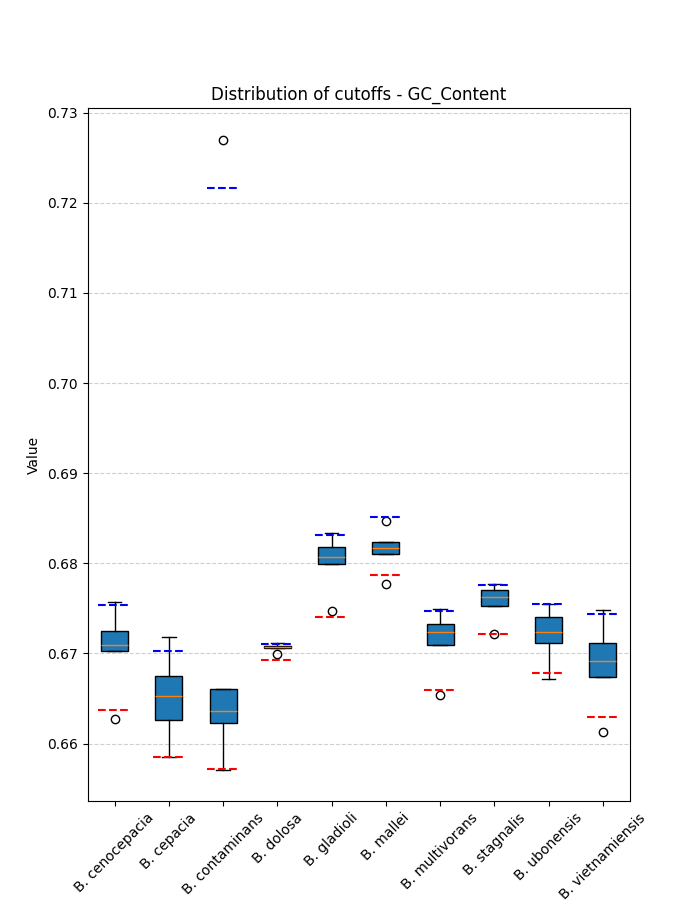 Distribution of cutoffs - GC_Content
0.73
0.72
0.71
0.70
0.69
0.68
0.67
0.66
Value
B. cenocepacia
B. cepacia
B. contaminans
B. dolosa
B. gladioli
B. mallei
B. multivorans
B. stagnalis
B. ubonensis
B. vietnamiensis